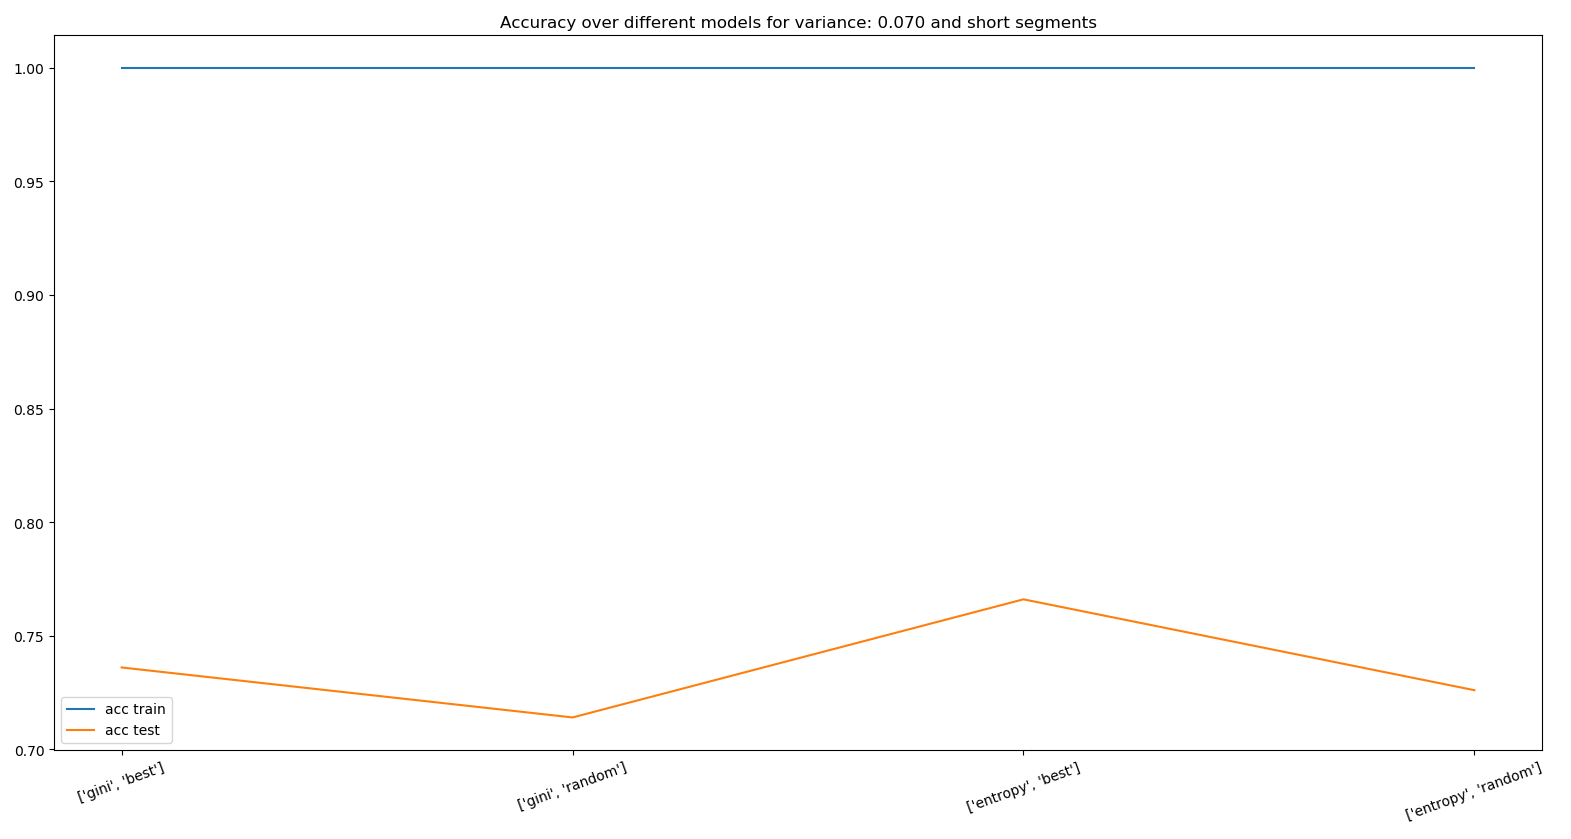 Accuracy over different models for variance: 0.070 and short segments
1.00
0.95
0.90
0.85
0.80
0.75
0.70
acc train
acc test
['gini', 'best']
['gini', 'random']
['entropy', 'best']
['entropy', 'random']